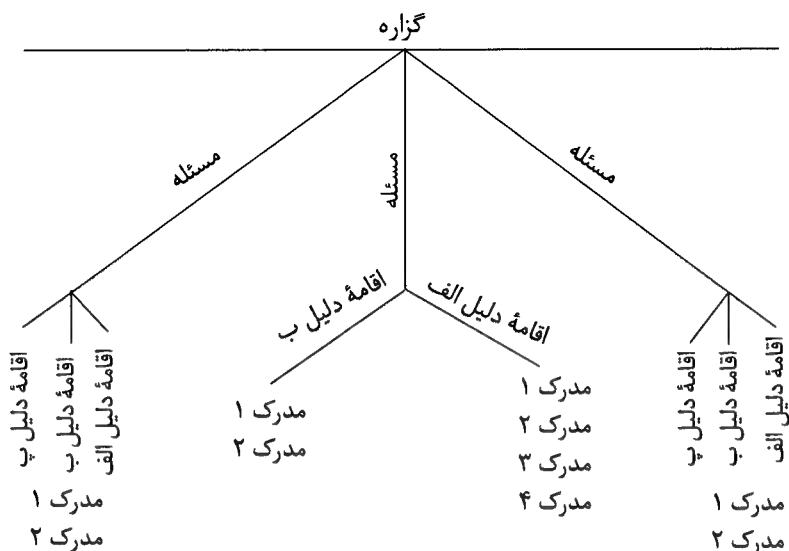 گزاره
مسئله
مسئله
مسئله
اقامهٔ دلیل الف
اقامهٔ دلیل ب
اقامهٔ دلیل پ
مدرک ۱
مدرک ۲
اقامهٔ دلیل الف
مدرک ۱
مدرک ۲
مدرک ۳
مدرک ۴
اقامهٔ دلیل ب
مدرک ۱
مدرک ۲
اقامهٔ دلیل الف
اقامهٔ دلیل ب
اقامهٔ دلیل پ
مدرک ۱
مدرک ۲